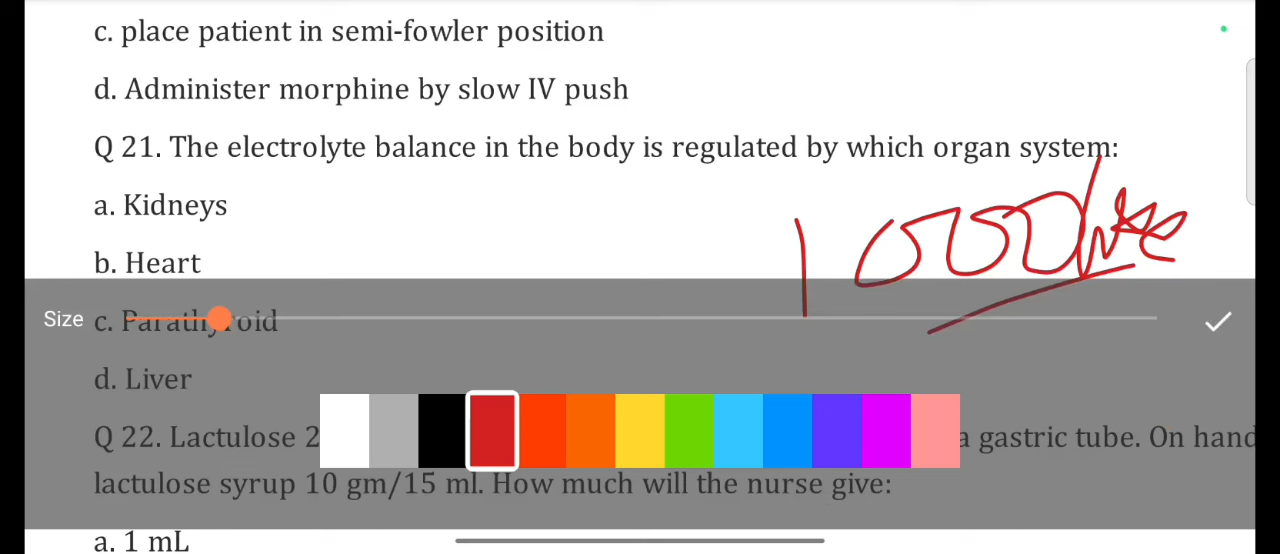 c. place patient in semi-fowler position
d. Administer morphine by slow IV push
Q 21. The electrolyte balance in the body is regulated by which organ system:
a. Kidneys
b. Heart
Size
c. Parathyroid
d. Liver
Q 22. Lactulose 2 a gastric tube. On hand
lactulose syrup 10 gm/15 ml. How much will the nurse give:
a. 1 mL